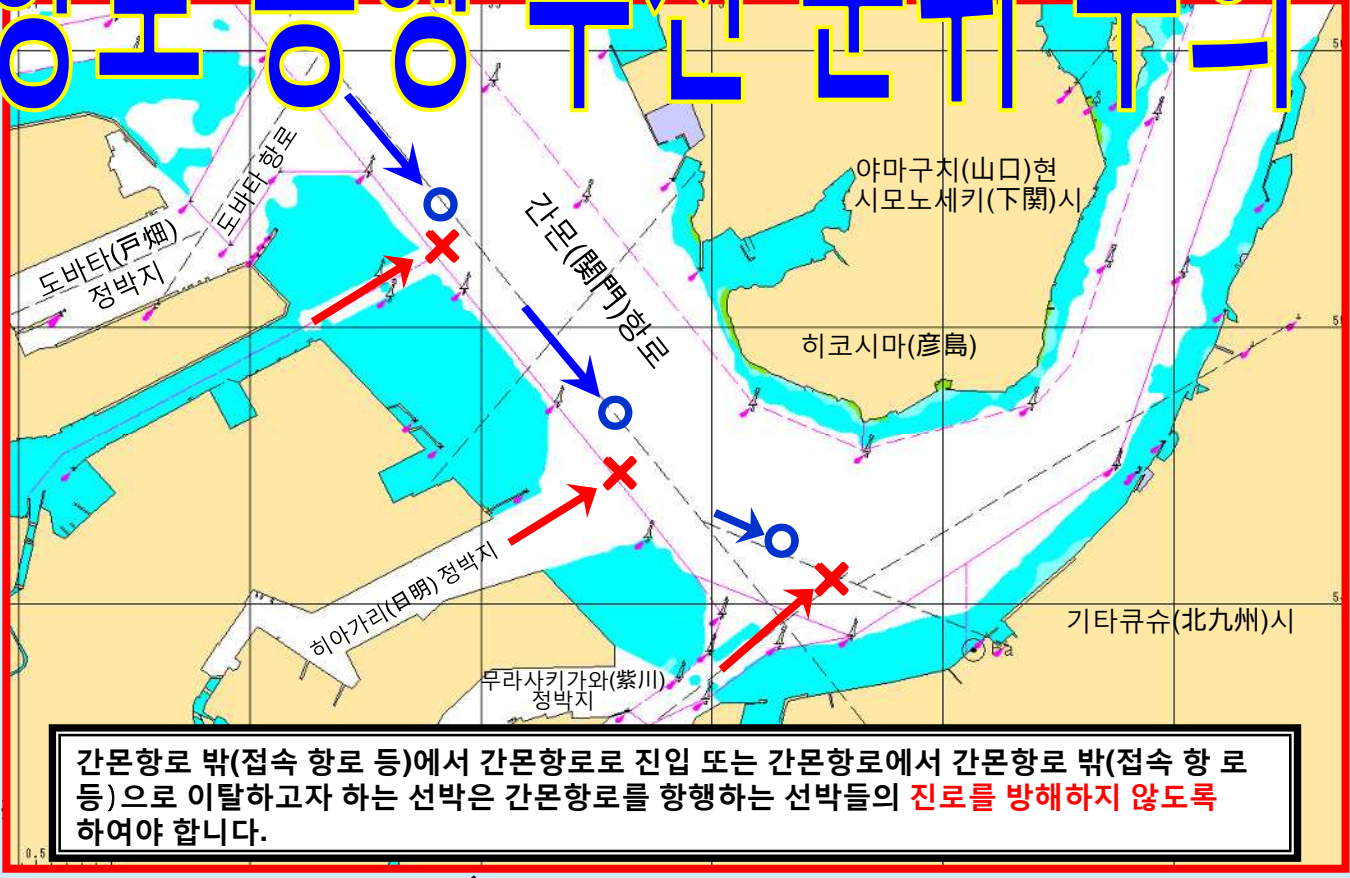 도바타 항로
야마구치(山口)현
시모노세키(下関)시
도바타(戸畑)
정박지
간몬(関門)항로
히코시마(彦島)
히아가리(日明) 정박지
기타큐슈(北九州)시
무라사키가와(紫川)
정박지
간몬항로 밖(접속 항로 등)에서 간몬항로로 진입 또는 간몬항로에서 간몬항로 밖(접속 항 로
등)으로 이탈하고자 하는 선박은 간몬항로를 항행하는 선박들의 진로를 방해하지 않도록
하여야 합니다.
0.5